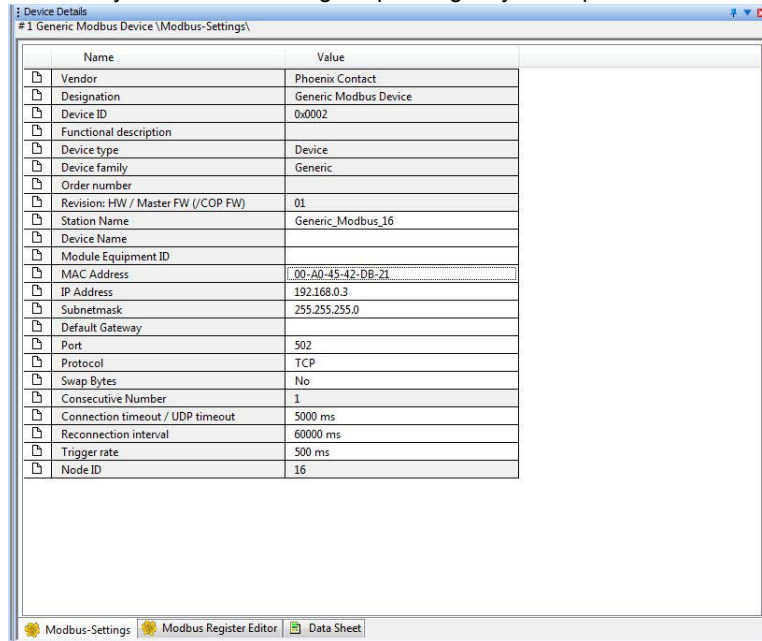 Device Details
#1 Generic Modbus Device \Modbus-Settings\
Name Value
Vendor Phoenix Contact
Designation Generic Modbus Device
Device ID 0x0002
Functional description
Device type Device
Device family Generic
Order number
Revision: HW / Master FW (/COP FW) 01
Station Name Generic_Modbus_16
Device Name
Module Equipment ID
MAC Address 00-A0-45-42-DB-21
IP Address 192.168.0.3
Subnetmask 255.255.255.0
Default Gateway
Port 502
Protocol TCP
Swap Bytes No
Consecutive Number 1
Connection timeout / UDP timeout 5000 ms
Reconnection interval 60000 ms
Trigger rate 500 ms
Node ID 16
Modbus-Settings Modbus Register Editor Data Sheet